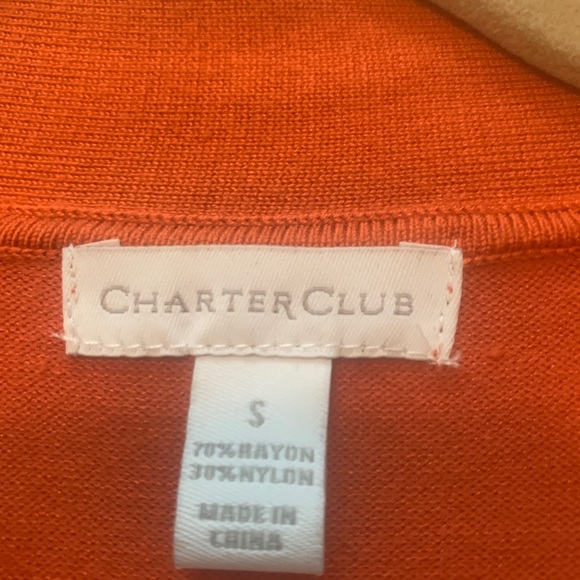 CHARTER CLUB
S
70% RAYON
30% NYLON
MADE IN
CHINA